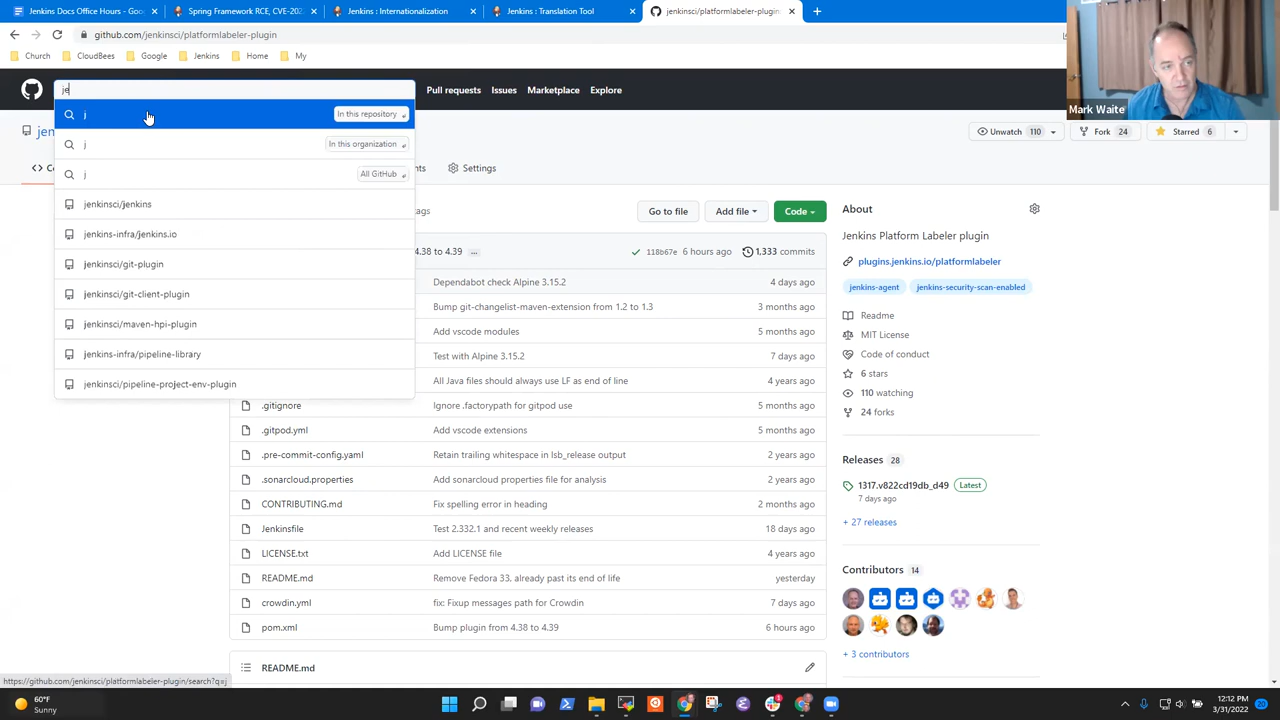 Jenkins Docs Office Hours - Goo
Spring Framework RCE, CVE-202
Jenkins : Internationalization
Jenkins : Translation Tool
jenkinsci/platformlabeler-plugin
github.com/jenkinsci/platformlabeler-plugin
Church
CloudBees
Google
Jenkins
Home
My
Mark Waite
je
Pull requests
Issues
Marketplace
Explore
j
In this repository
j
In this organization
j
All GitHub
jenkinsci/jenkins
jenkins-infra/jenkins.io
jenkinsci/git-plugin
jenkinsci/git-client-plugin
jenkinsci/maven-hpi-plugin
jenkins-infra/pipeline-library
jenkinsci/pipeline-project-env-plugin
jen
Unwatch 110
Fork 24
Starred 6
Settings
Go to file
Add file
Code
4.38 to 4.39 ...
118b67e 6 hours ago
1,333 commits
Dependabot check Alpine 3.15.2
4 days ago
Bump git-changelist-maven-extension from 1.2 to 1.3
3 months ago
Add vscode modules
5 months ago
Test with Alpine 3.15.2
7 days ago
All Java files should always use LF as end of line
4 years ago
.gitignore
Ignore .factorypath for gitpod use
5 months ago
.gitpod.yml
Add vscode extensions
5 months ago
.pre-commit-config.yaml
Retain trailing whitespace in lsb_release output
2 years ago
.sonarcloud.properties
Add sonarcloud properties file for analysis
2 years ago
CONTRIBUTING.md
Fix spelling error in heading
2 months ago
Jenkinsfile
Test 2.332.1 and recent weekly releases
18 days ago
LICENSE.txt
Add LICENSE file
4 years ago
README.md
Remove Fedora 33, already past its end of life
yesterday
crowdin.yml
fix: Fixup messages path for Crowdin
7 days ago
pom.xml
Bump plugin from 4.38 to 4.39
6 hours ago
README.md
About
Jenkins Platform Labeler plugin
plugins.jenkins.io/platformlabeler
jenkins-agent
jenkins-security-scan-enabled
Readme
MIT License
Code of conduct
6 stars
110 watching
24 forks
Releases 28
1317.v822cd19db_d49 Latest
7 days ago
+ 27 releases
Contributors 14
+ 3 contributors
https://github.com/jenkinsci/platformlabeler-plugin/search?q=j
60°F
Sunny
12:12 PM
3/31/2022